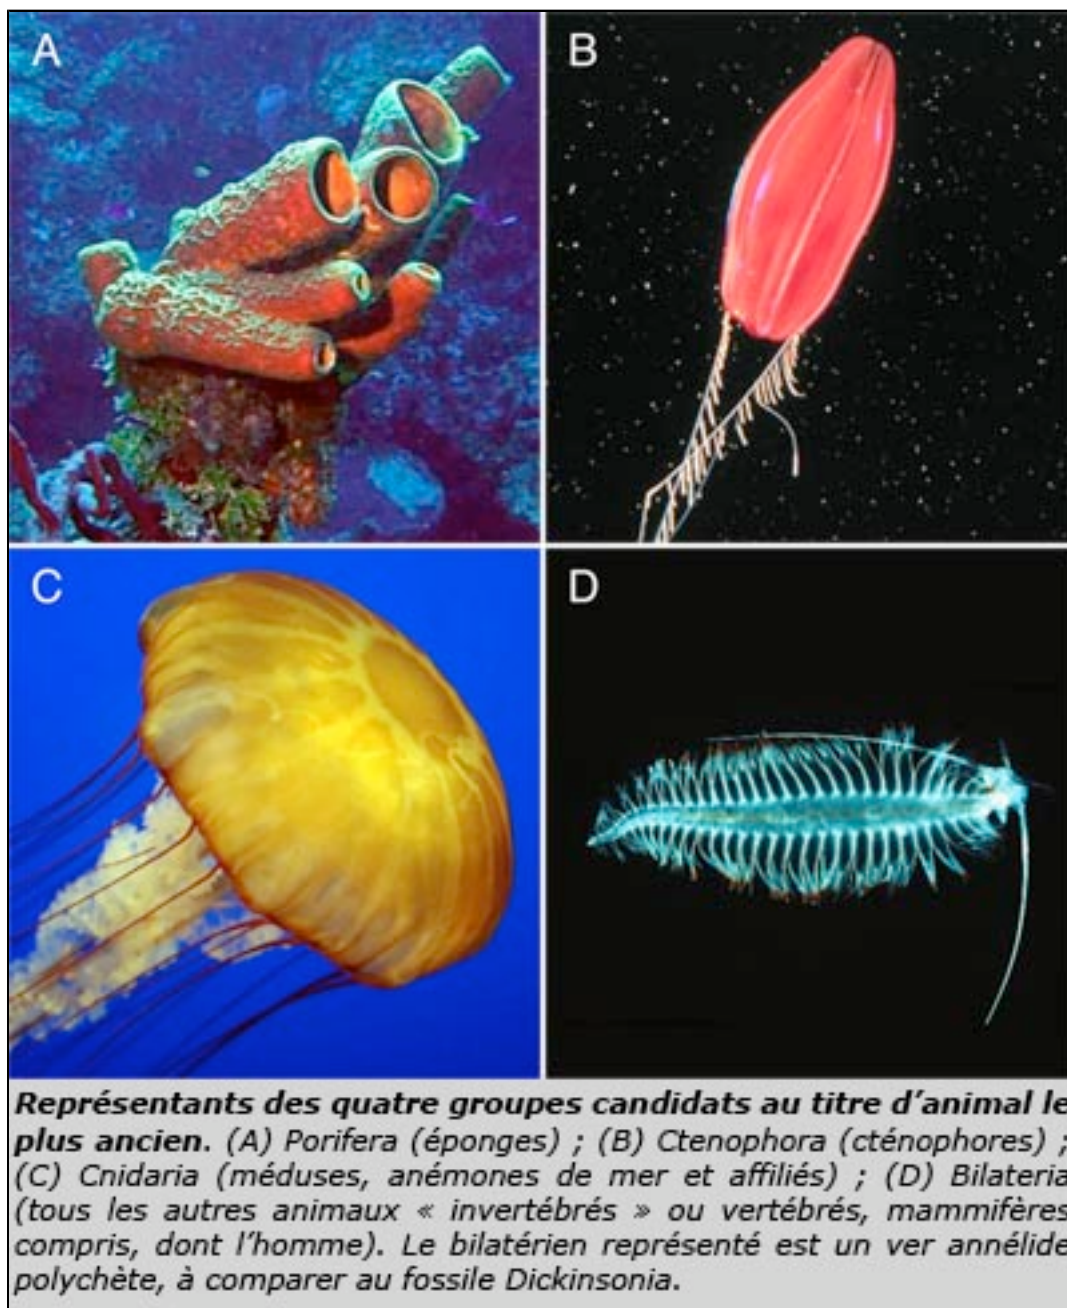 A
B
C
D
Représentants des quatre groupes candidats au titre d’animal le
plus ancien. (A) Porifera (éponges) ; (B) Ctenophora (cténophores) ;
(C) Cnidaria (méduses, anémones de mer et affiliés) ; (D) Bilateria
(tous les autres animaux « invertébrés » ou vertébrés, mammifères
compris, dont l’homme). Le bilatérien représenté est un ver annélide
polychète, à comparer au fossile Dickinsonia.